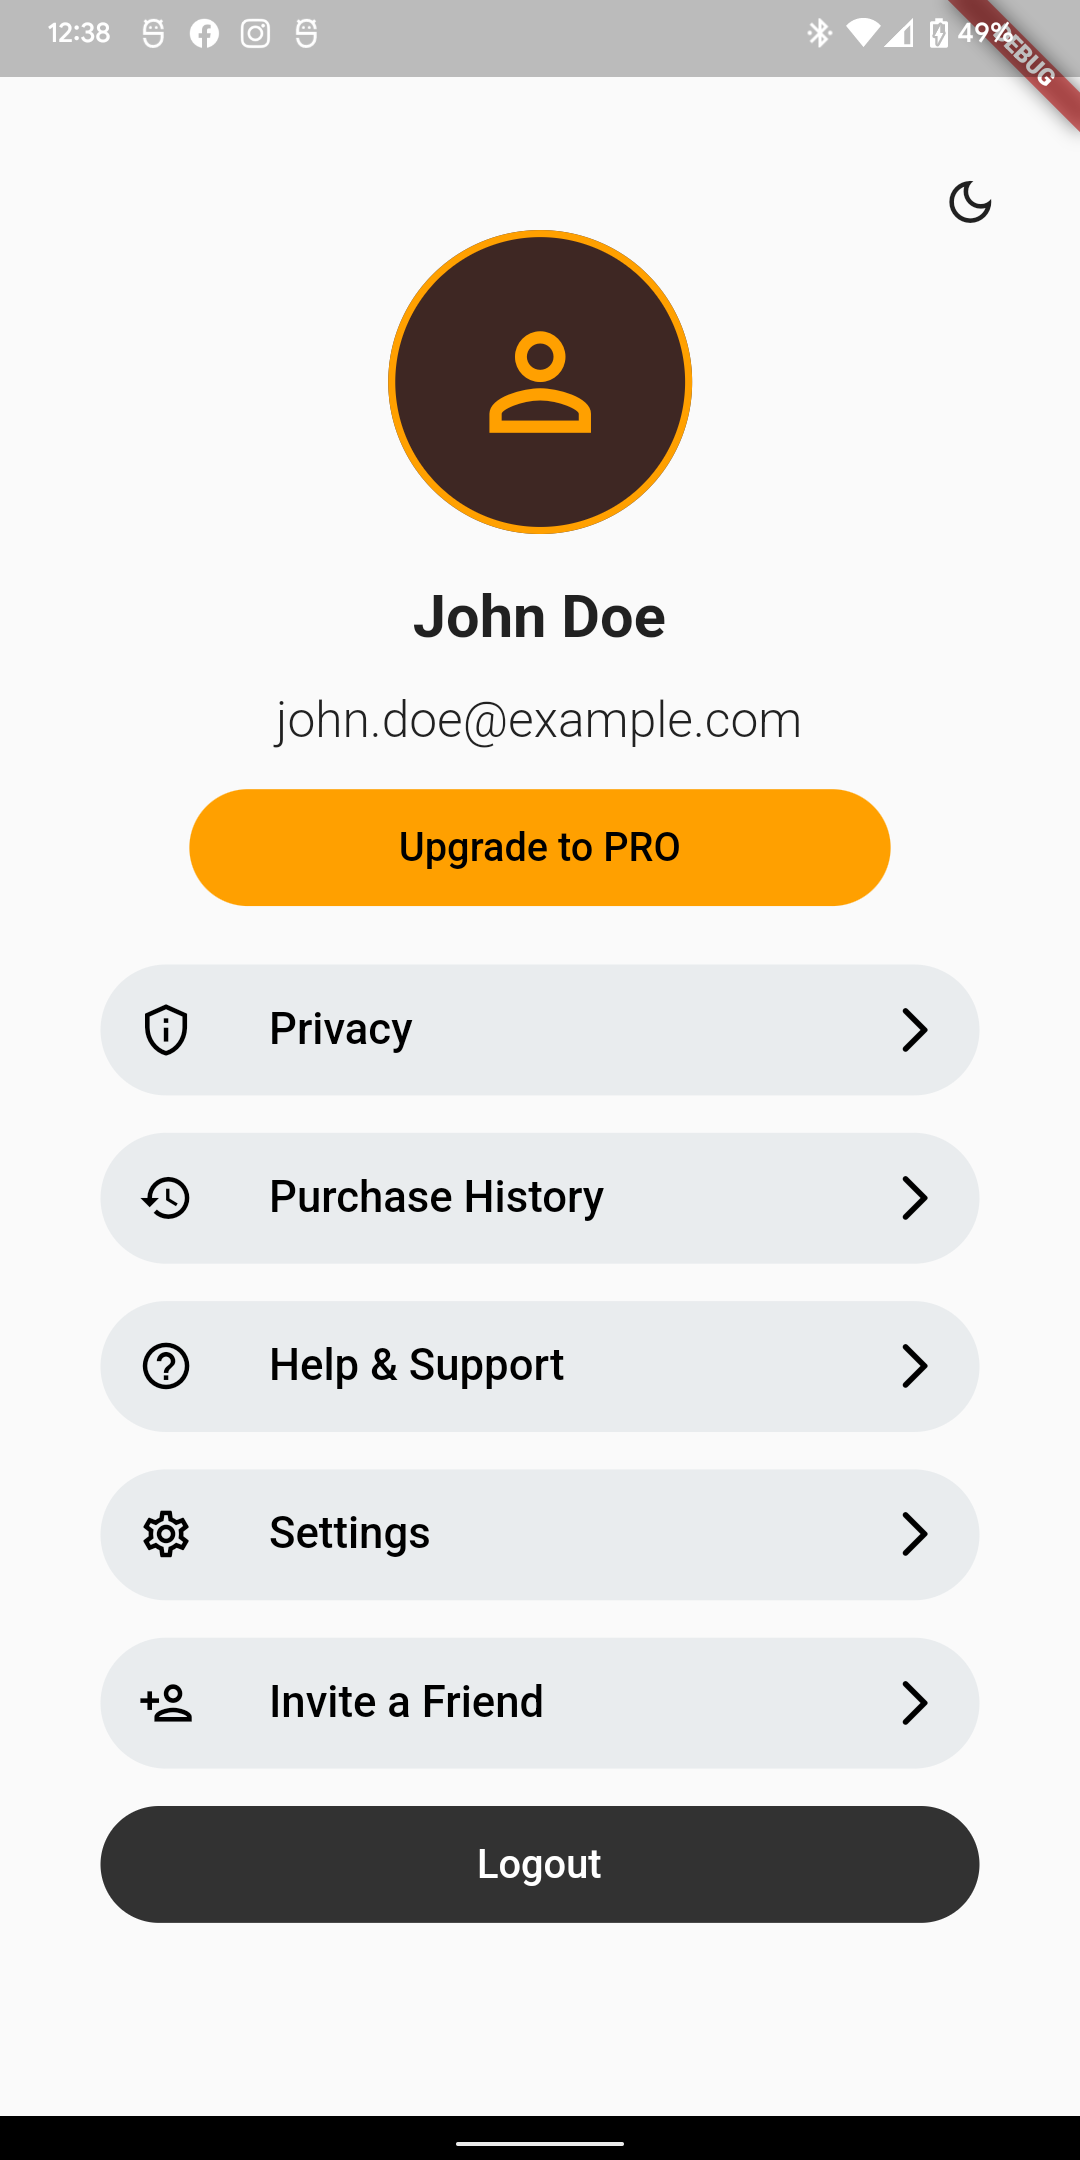 12:38
49%
DEBUG
John Doe
john.doe@example.com
Upgrade to PRO
Privacy
Purchase History
Help & Support
Settings
Invite a Friend
Logout